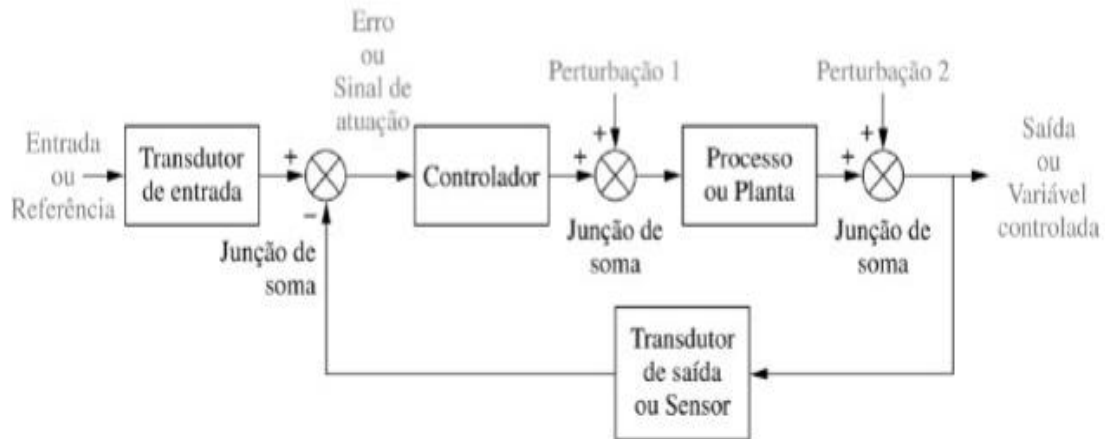 Erro
ou
Sinal de
atuação
Perturbação 1
Perturbação 2
Entrada
ou
Referência
Transdutor
de entrada
+
−
Junção de
soma
Controlador
+
+
Junção de
soma
Processo
ou Planta
+
+
Junção de
soma
Saída
ou
Variável
controlada
Transdutor
de saída
ou Sensor